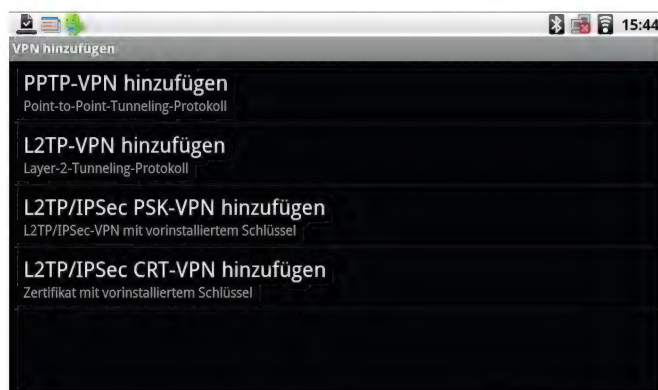 15:44
VPN hinzufügen
PPTP-VPN hinzufügen
Point-to-Point-Tunneling-Protokoll
L2TP-VPN hinzufügen
Layer-2-Tunneling-Protokoll
L2TP/IPSec PSK-VPN hinzufügen
L2TP/IPSec-VPN mit vorinstalliertem Schlüssel
L2TP/IPSec CRT-VPN hinzufügen
Zertifikat mit vorinstalliertem Schlüssel